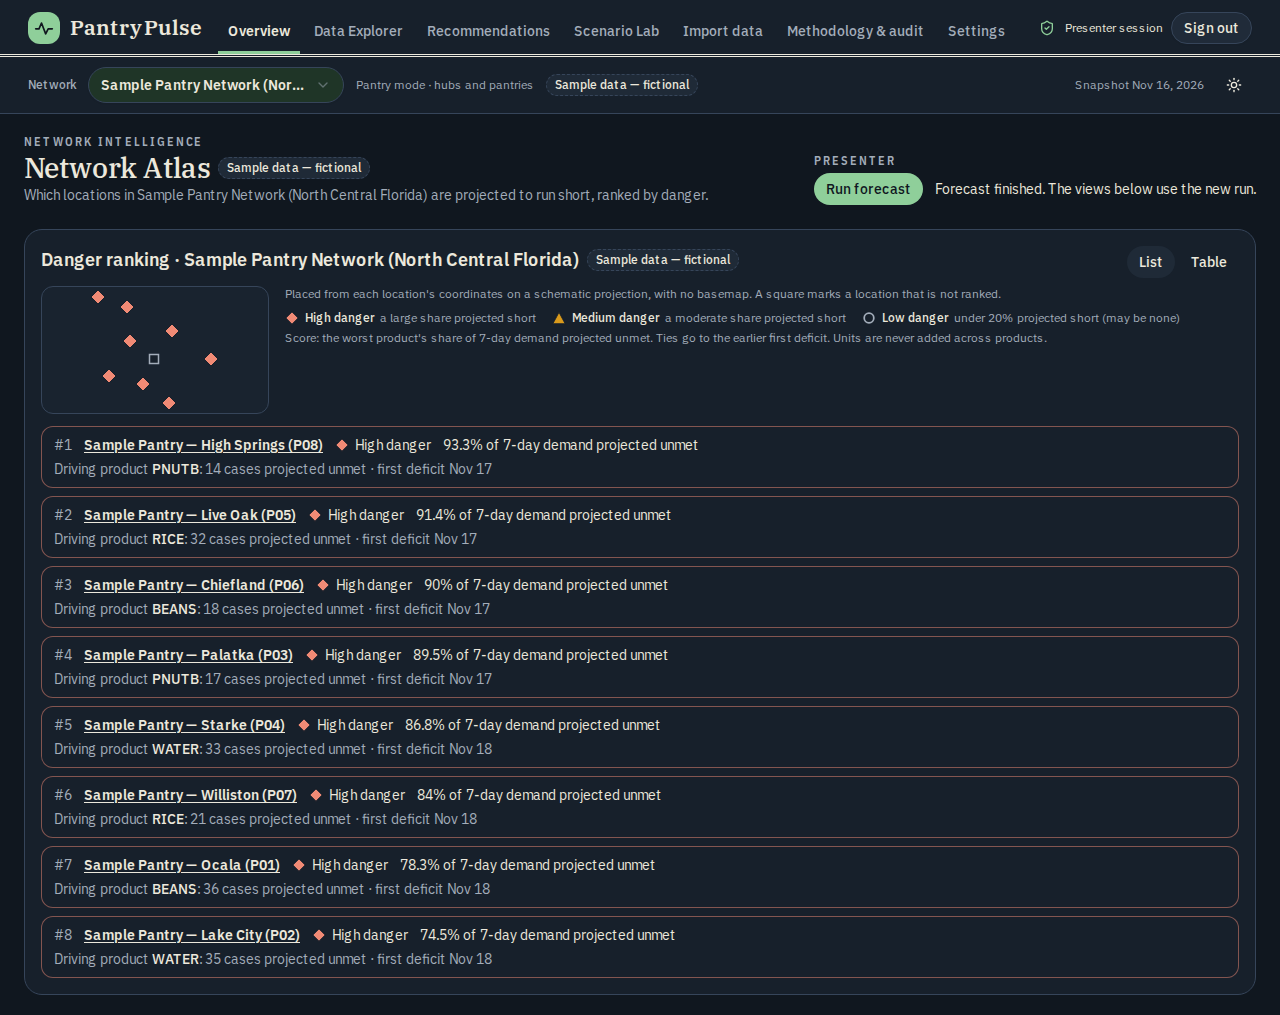 PantryPulse
Overview
Data Explorer
Recommendations
Scenario Lab
Import data
Methodology & audit
Settings
Presenter session
Sign out
Network
Sample Pantry Network (Nor...
Pantry mode · hubs and pantries
Sample data — fictional
Snapshot Nov 16, 2026
NETWORK INTELLIGENCE
Network Atlas
Sample data — fictional
Which locations in Sample Pantry Network (North Central Florida) are projected to run short, ranked by danger.
PRESENTER
Run forecast
Forecast finished. The views below use the new run.
Danger ranking · Sample Pantry Network (North Central Florida)
Sample data — fictional
List
Table
Placed from each location's coordinates on a schematic projection, with no basemap. A square marks a location that is not ranked.
High danger a large share projected short
Medium danger a moderate share projected short
Low danger under 20% projected short (may be none)
Score: the worst product's share of 7-day demand projected unmet. Ties go to the earlier first deficit. Units are never added across products.
#1 Sample Pantry — High Springs (P08) High danger 93.3% of 7-day demand projected unmet
Driving product PNUTB: 14 cases projected unmet · first deficit Nov 17
#2 Sample Pantry — Live Oak (P05) High danger 91.4% of 7-day demand projected unmet
Driving product RICE: 32 cases projected unmet · first deficit Nov 17
#3 Sample Pantry — Chiefland (P06) High danger 90% of 7-day demand projected unmet
Driving product BEANS: 18 cases projected unmet · first deficit Nov 17
#4 Sample Pantry — Palatka (P03) High danger 89.5% of 7-day demand projected unmet
Driving product PNUTB: 17 cases projected unmet · first deficit Nov 17
#5 Sample Pantry — Starke (P04) High danger 86.8% of 7-day demand projected unmet
Driving product WATER: 33 cases projected unmet · first deficit Nov 18
#6 Sample Pantry — Williston (P07) High danger 84% of 7-day demand projected unmet
Driving product RICE: 21 cases projected unmet · first deficit Nov 18
#7 Sample Pantry — Ocala (P01) High danger 78.3% of 7-day demand projected unmet
Driving product BEANS: 36 cases projected unmet · first deficit Nov 18
#8 Sample Pantry — Lake City (P02) High danger 74.5% of 7-day demand projected unmet
Driving product WATER: 35 cases projected unmet · first deficit Nov 18